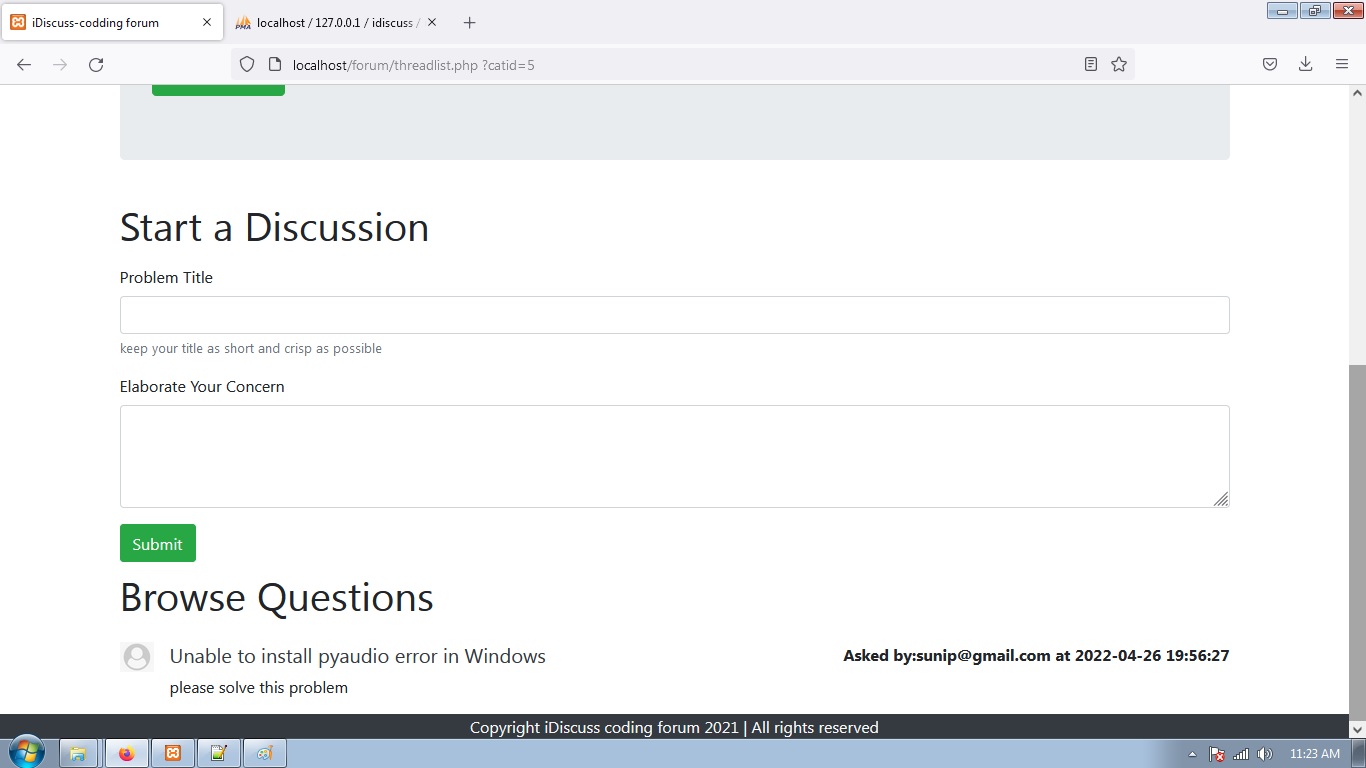 iDiscuss-codding forum
localhost / 127.0.0.1 / idiscuss /
localhost/forum/threadlist.php ?catid=5
Start a Discussion
Problem Title
keep your title as short and crisp as possible
Elaborate Your Concern
Submit
Browse Questions
Unable to install pyaudio error in Windows
Asked by:sunip@gmail.com at 2022-04-26 19:56:27
please solve this problem
Copyright iDiscuss coding forum 2021 | All rights reserved
11:23 AM